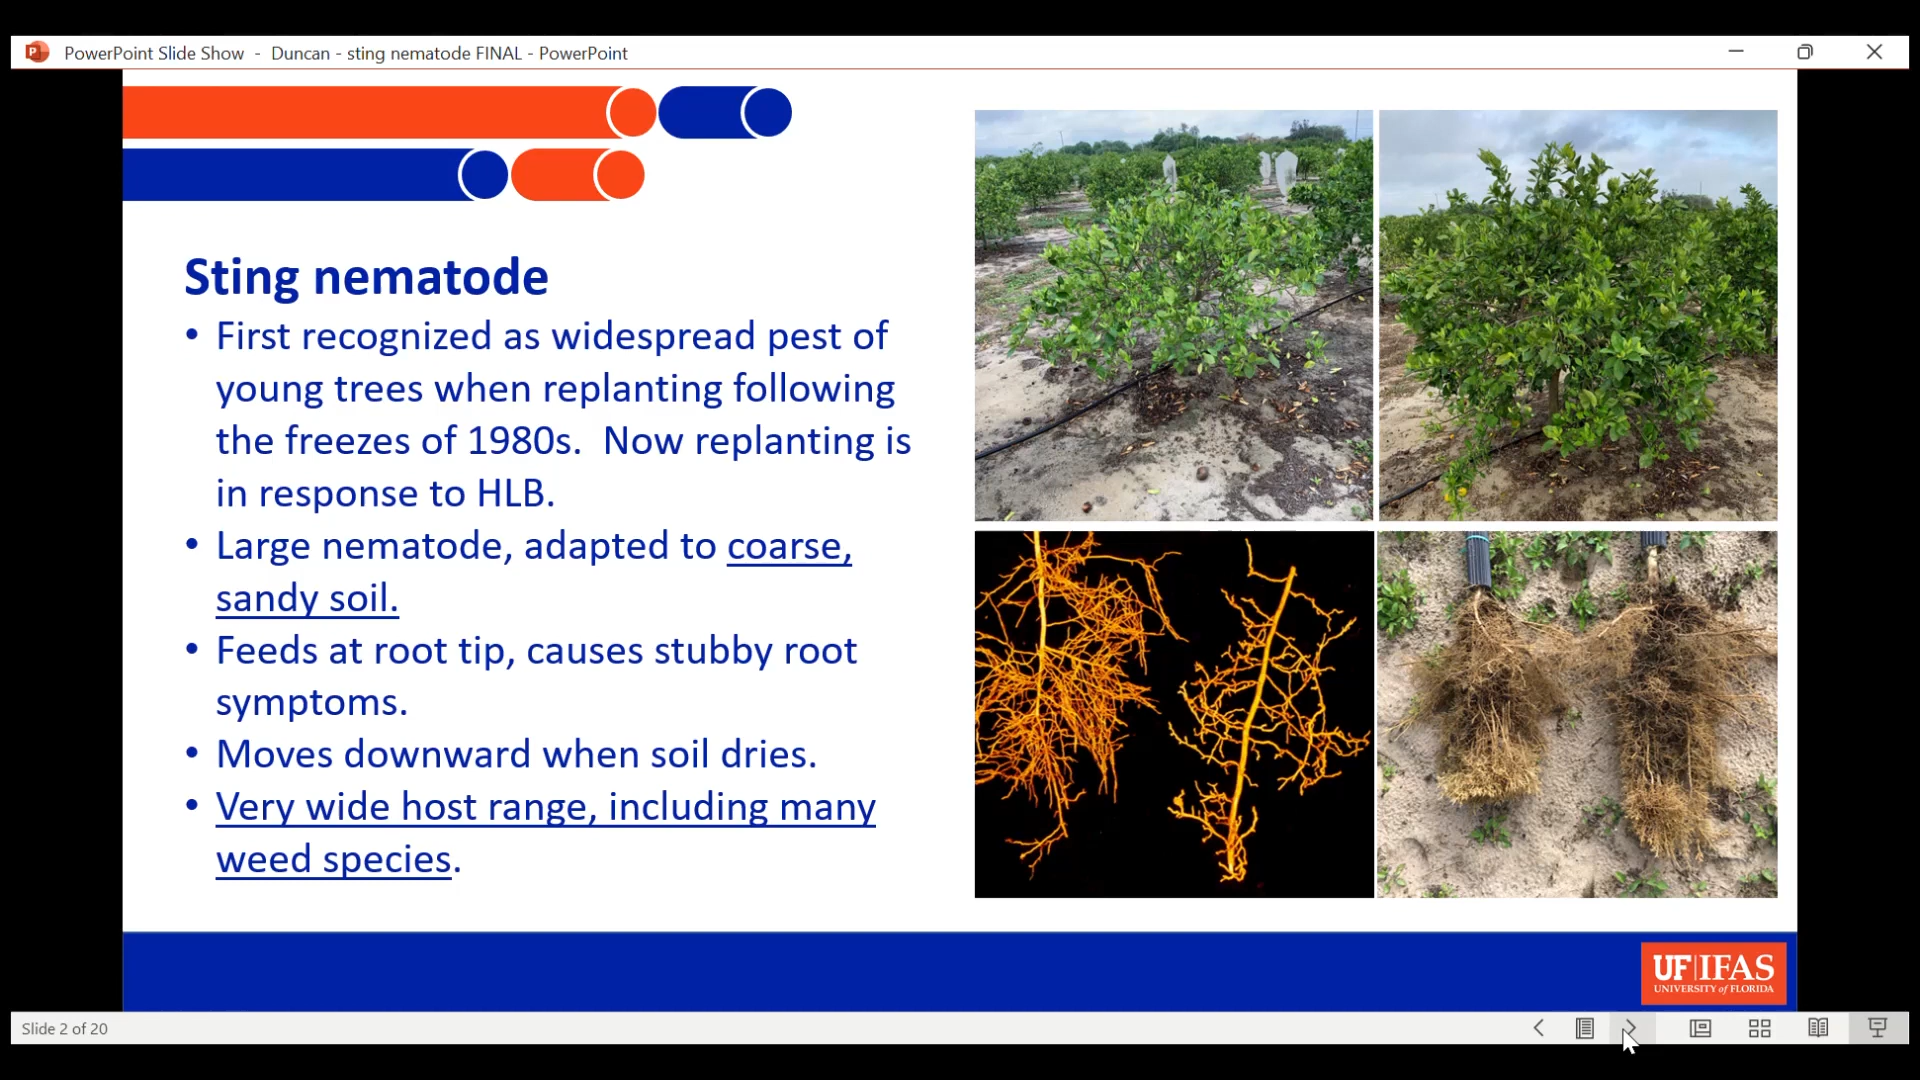 PowerPoint Slide Show - Duncan - sting nematode FINAL - PowerPoint
Sting nematode
• First recognized as widespread pest of
young trees when replanting following
the freezes of 1980s. Now replanting is
in response to HLB.
• Large nematode, adapted to coarse,
sandy soil.
• Feeds at root tip, causes stubby root
symptoms.
• Moves downward when soil dries.
• Very wide host range, including many
weed species.
UF|IFAS
UNIVERSITY of FLORIDA
Slide 2 of 20